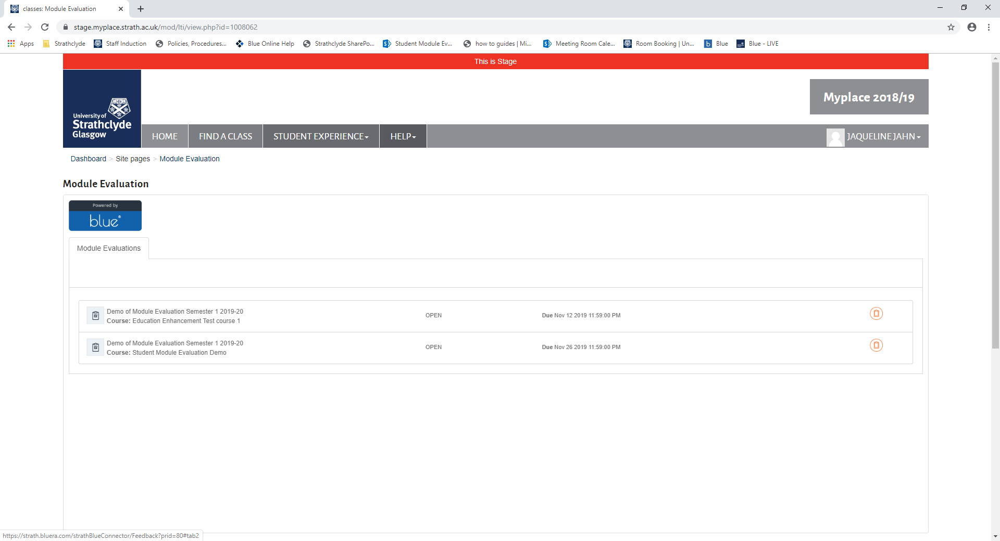 classes: Module Evaluation
stage.myplace.strath.ac.uk/mod/lti/view.php?id=1008062
Apps Strathclyde Staff Induction Policies, Procedures... Blue Online Help Strathclyde SharePo... Student Module Ev... how to guides | Mi... Meeting Room Cale... Room Booking | Un... Blue Blue - LIVE
This is Stage
University of
Strathclyde
Glasgow
Myplace 2018/19
HOME FIND A CLASS STUDENT EXPERIENCE HELP JAQUELINE JAHN
Dashboard > Site pages > Module Evaluation
Module Evaluation
Powered by
blue®
Module Evaluations
Demo of Module Evaluation Semester 1 2019-20
Course: Education Enhancement Test course 1
OPEN
Due Nov 12 2019 11:59:00 PM
Demo of Module Evaluation Semester 1 2019-20
Course: Student Module Evaluation Demo
OPEN
Due Nov 26 2019 11:59:00 PM
https://strath.bluera.com/strathBlueConnector/Feedback?prid=80#tab2